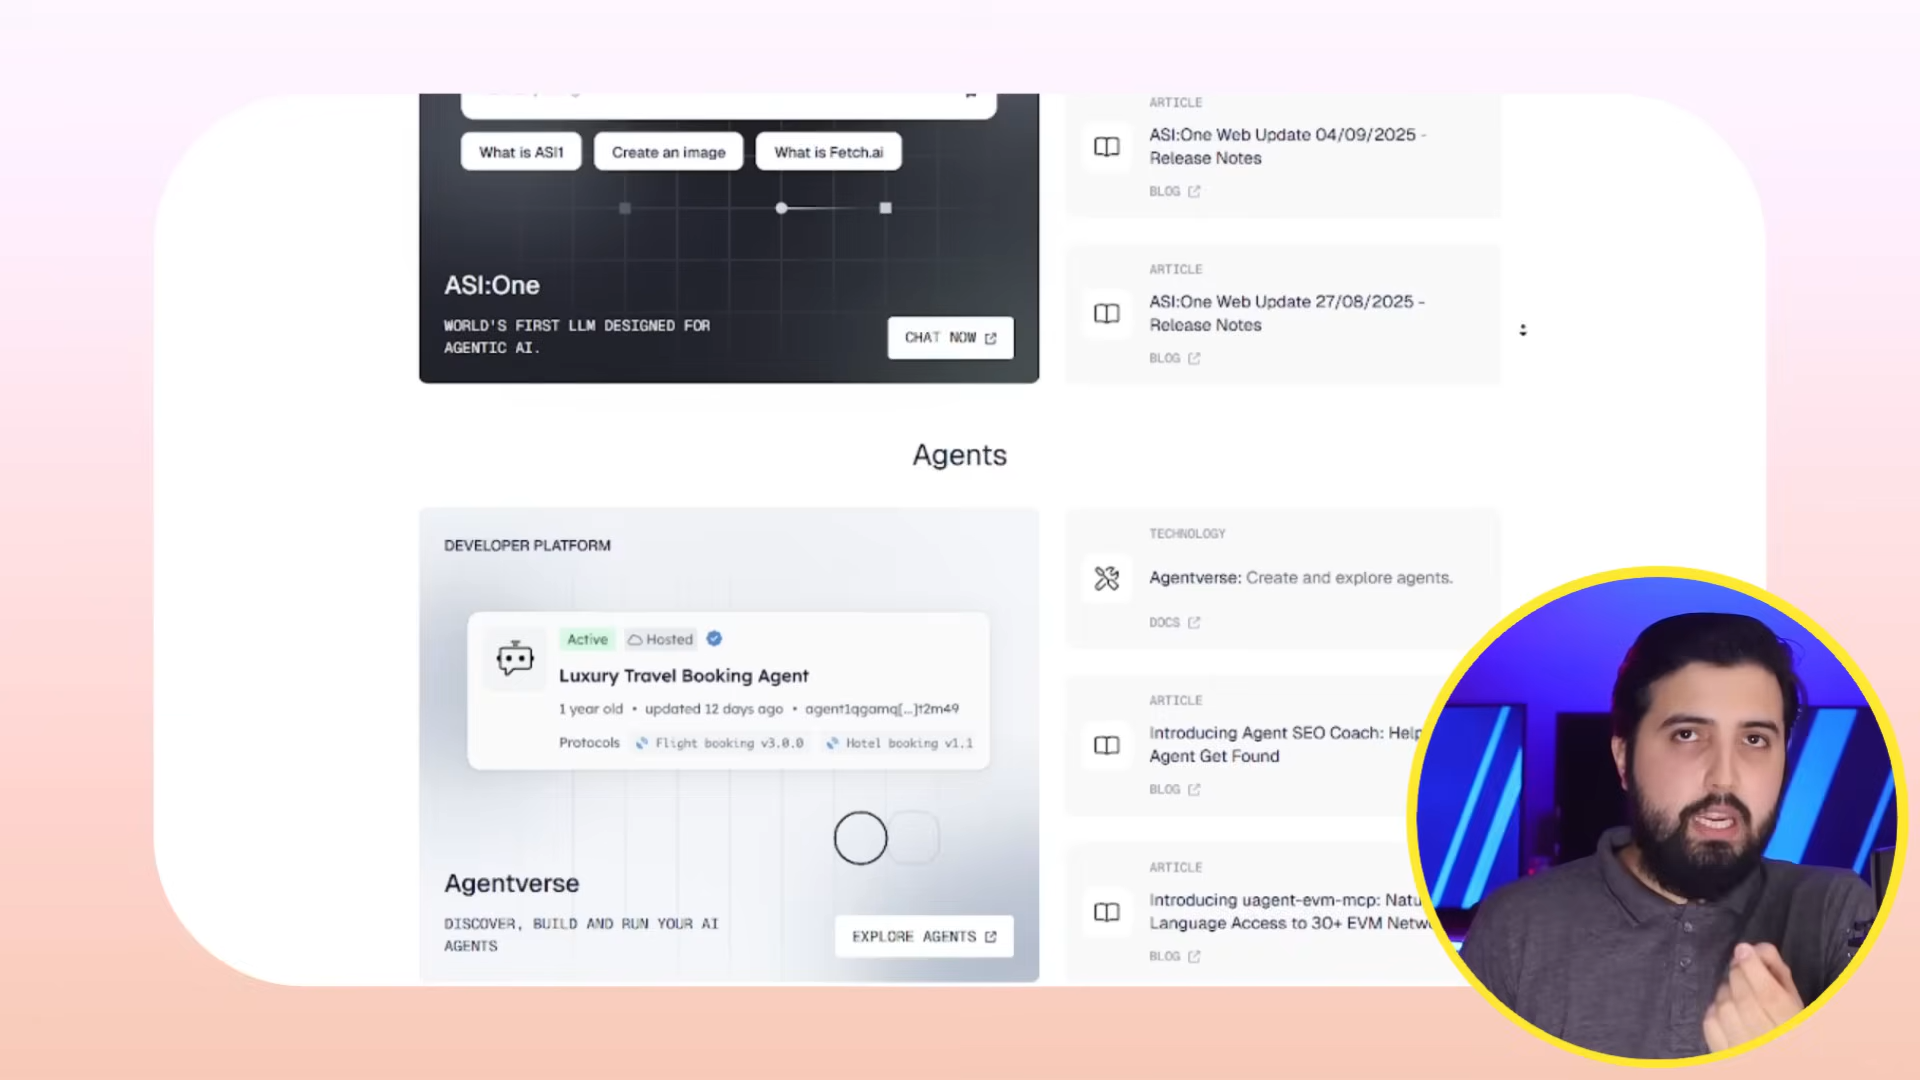 What is ASI1
Create an image
What is Fetch.ai
ASI:One
WORLD'S FIRST LLM DESIGNED FOR
AGENTIC AI.
CHAT NOW
ARTICLE
ASI:One Web Update 04/09/2025 -
Release Notes
BLOG
ARTICLE
ASI:One Web Update 27/08/2025 -
Release Notes
BLOG
Agents
DEVELOPER PLATFORM
Active
Hosted
Luxury Travel Booking Agent
1 year old • updated 12 days ago • agent1qgamq[...]t2m49
Protocols
Flight booking v3.0.0
Hotel booking v1.1
Agentverse
DISCOVER, BUILD AND RUN YOUR AI
AGENTS
EXPLORE AGENTS
TECHNOLOGY
Agentverse: Create and explore agents.
DOCS
ARTICLE
Introducing Agent SEO Coach: Help
Agent Get Found
BLOG
ARTICLE
Introducing uagent-evm-mcp: Natu
Language Access to 30+ EVM Netw
BLOG